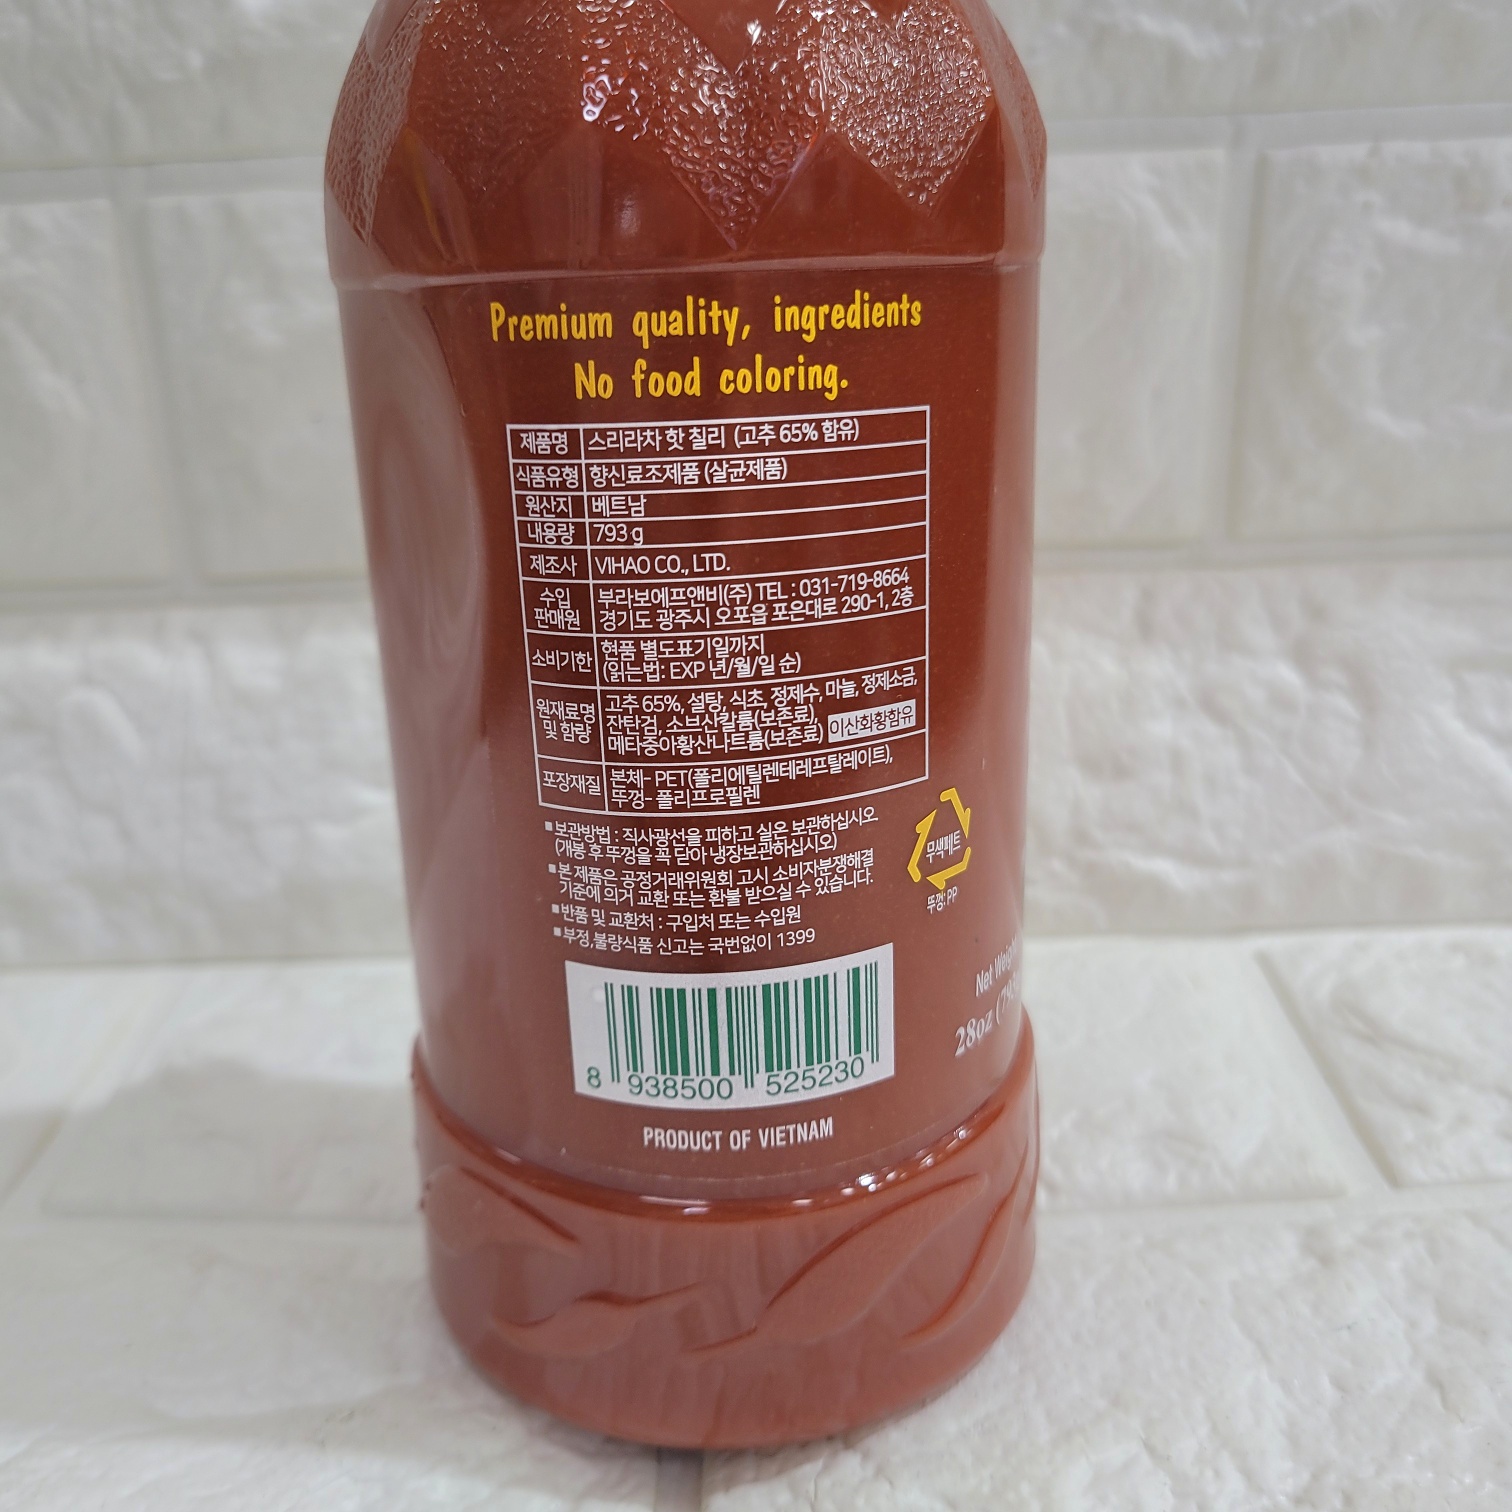 Premium quality, ingredients
No food coloring.
제품명 스리라차 핫 칠리 (고추 65% 함유)
식품유형 향신료조제품 (살균제품)
원산지 베트남
내용량 793 g
제조사 VIHAO CO., LTD.
수입 판매원 부라보에프앤비(주) TEL : 031-719-8664
경기도 광주시 오포읍 포은대로 290-1, 2층
소비기한 현품 별도표기일까지
(읽는법: EXP 년/월/일 순)
원재료명 및 함량 고추 65%, 설탕, 식초, 정제수, 마늘, 정제소금,
잔탄검, 소브산칼륨(보존료),
메타중아황산나트륨(보존료) 이산화황함유
포장재질 본체- PET(폴리에틸렌테레프탈레이트),
뚜껑- 폴리프로필렌
■ 보관방법 : 직사광선을 피하고 실온 보관하십시오.
(개봉 후 뚜껑을 꼭 닫아 냉장보관하십시오)
■ 본 제품은 공정거래위원회 고시 소비자분쟁해결
기준에 의거 교환 또는 환불 받으실 수 있습니다.
■ 반품 및 교환처 : 구입처 또는 수입원
■ 부정,불량식품 신고는 국번없이 1399
무색페트
뚜껑: PP
Net Weight
28oz (793
8 938500 525230
PRODUCT OF VIETNAM